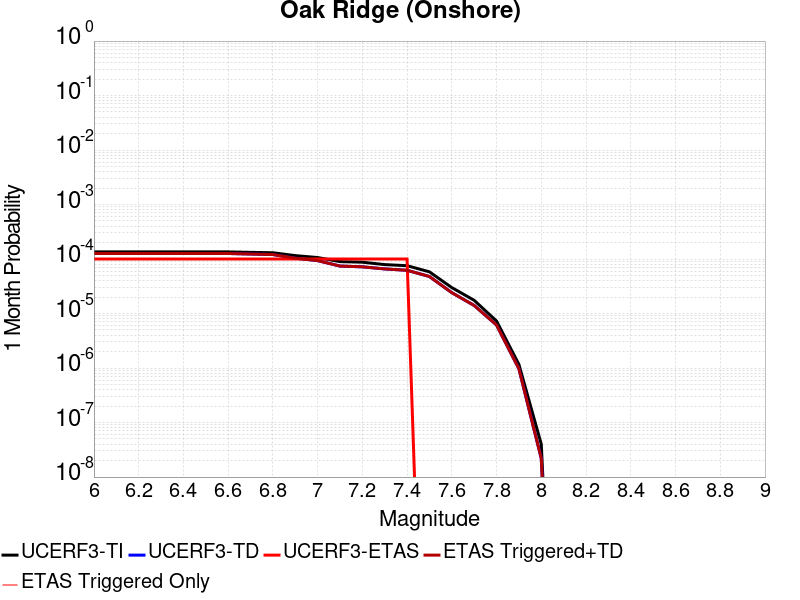 Oak Ridge (Onshore)
10^0
10^-1
10^-2
10^-3
10^-4
10^-5
10^-6
10^-7
10^-8
1 Month Probability
6 6.2 6.4 6.6 6.8 7 7.2 7.4 7.6 7.8 8 8.2 8.4 8.6 8.8 9
Magnitude
UCERF3-TI UCERF3-TD UCERF3-ETAS ETAS Triggered+TD
ETAS Triggered Only